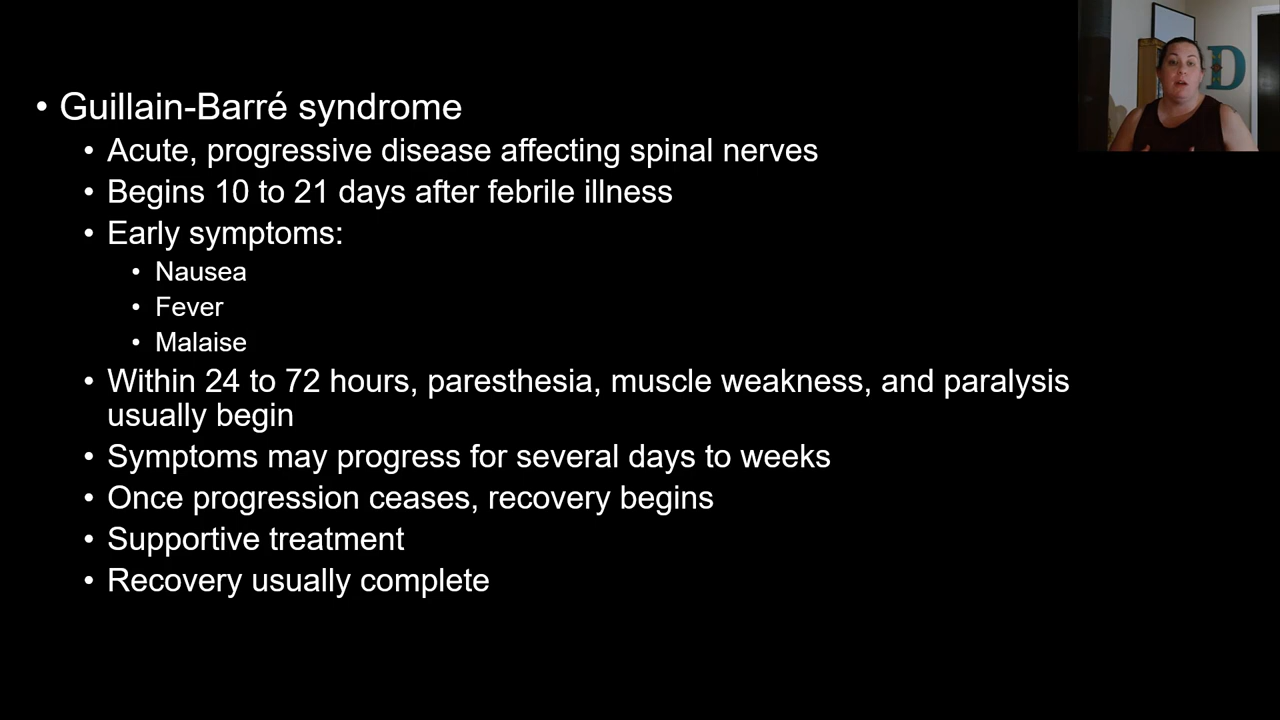 • Guillain-Barré syndrome
• Acute, progressive disease affecting spinal nerves
• Begins 10 to 21 days after febrile illness
• Early symptoms:
• Nausea
• Fever
• Malaise
• Within 24 to 72 hours, paresthesia, muscle weakness, and paralysis
usually begin
• Symptoms may progress for several days to weeks
• Once progression ceases, recovery begins
• Supportive treatment
• Recovery usually complete
D